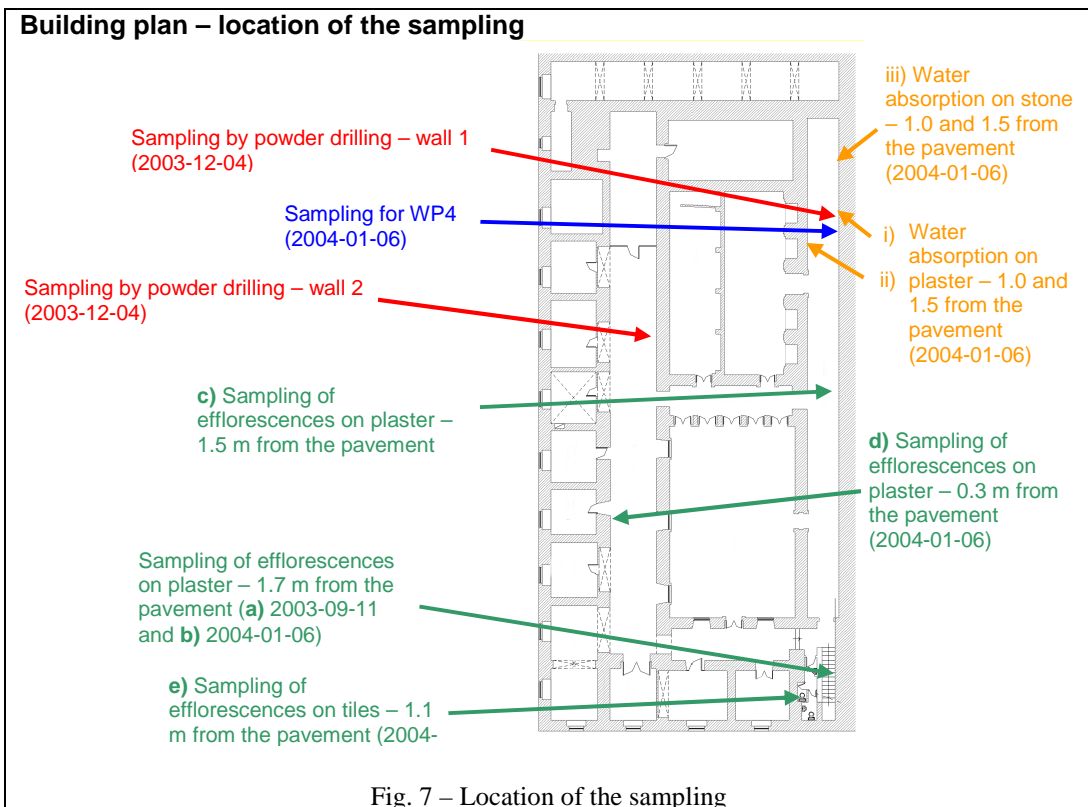 Building plan – location of the sampling
iii) Water
absorption on stone
– 1.0 and 1.5 from
the pavement
(2004-01-06)
Sampling by powder drilling – wall 1
(2003-12-04)
Sampling for WP4
(2004-01-06)
i) Water
absorption on
ii) plaster – 1.0 and
1.5 from the
pavement
(2004-01-06)
Sampling by powder drilling – wall 2
(2003-12-04)
c) Sampling of
efflorescences on plaster –
1.5 m from the pavement
d) Sampling of
efflorescences on
plaster – 0.3 m from
the pavement
(2004-01-06)
Sampling of efflorescences
on plaster – 1.7 m from the
pavement (a) 2003-09-11
and b) 2004-01-06)
e) Sampling of
efflorescences on tiles – 1.1
m from the pavement (2004-
Fig. 7 – Location of the sampling